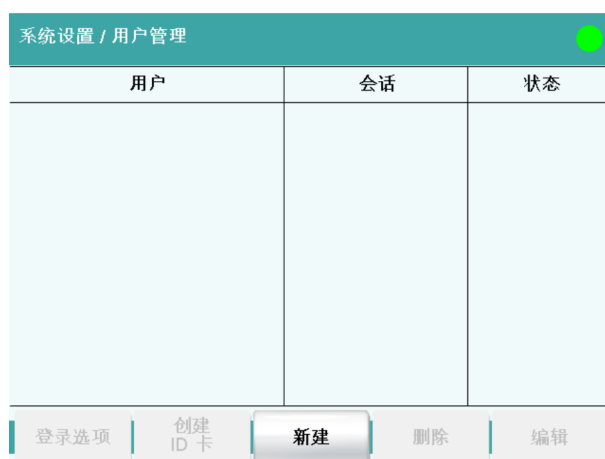 系统设置 / 用户管理
用户 会话 状态
登录选项 创建
ID 卡 新建 删除 编辑